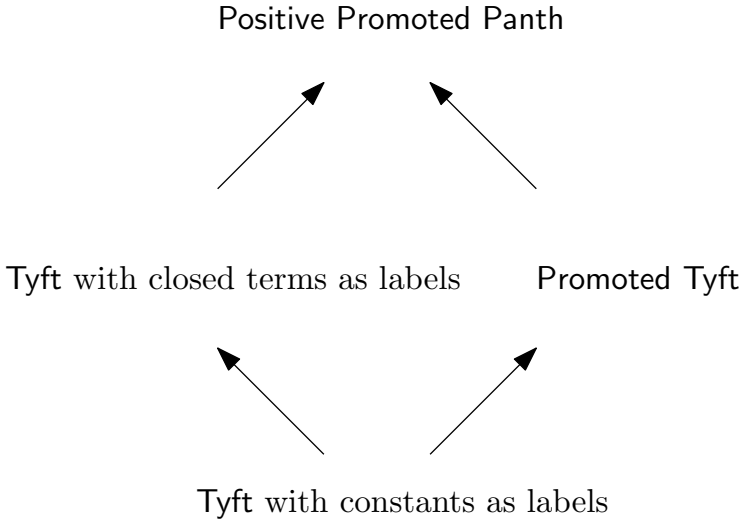 Positive Promoted Panth
Tyft with closed terms as labels
Promoted Tyft
Tyft with constants as labels